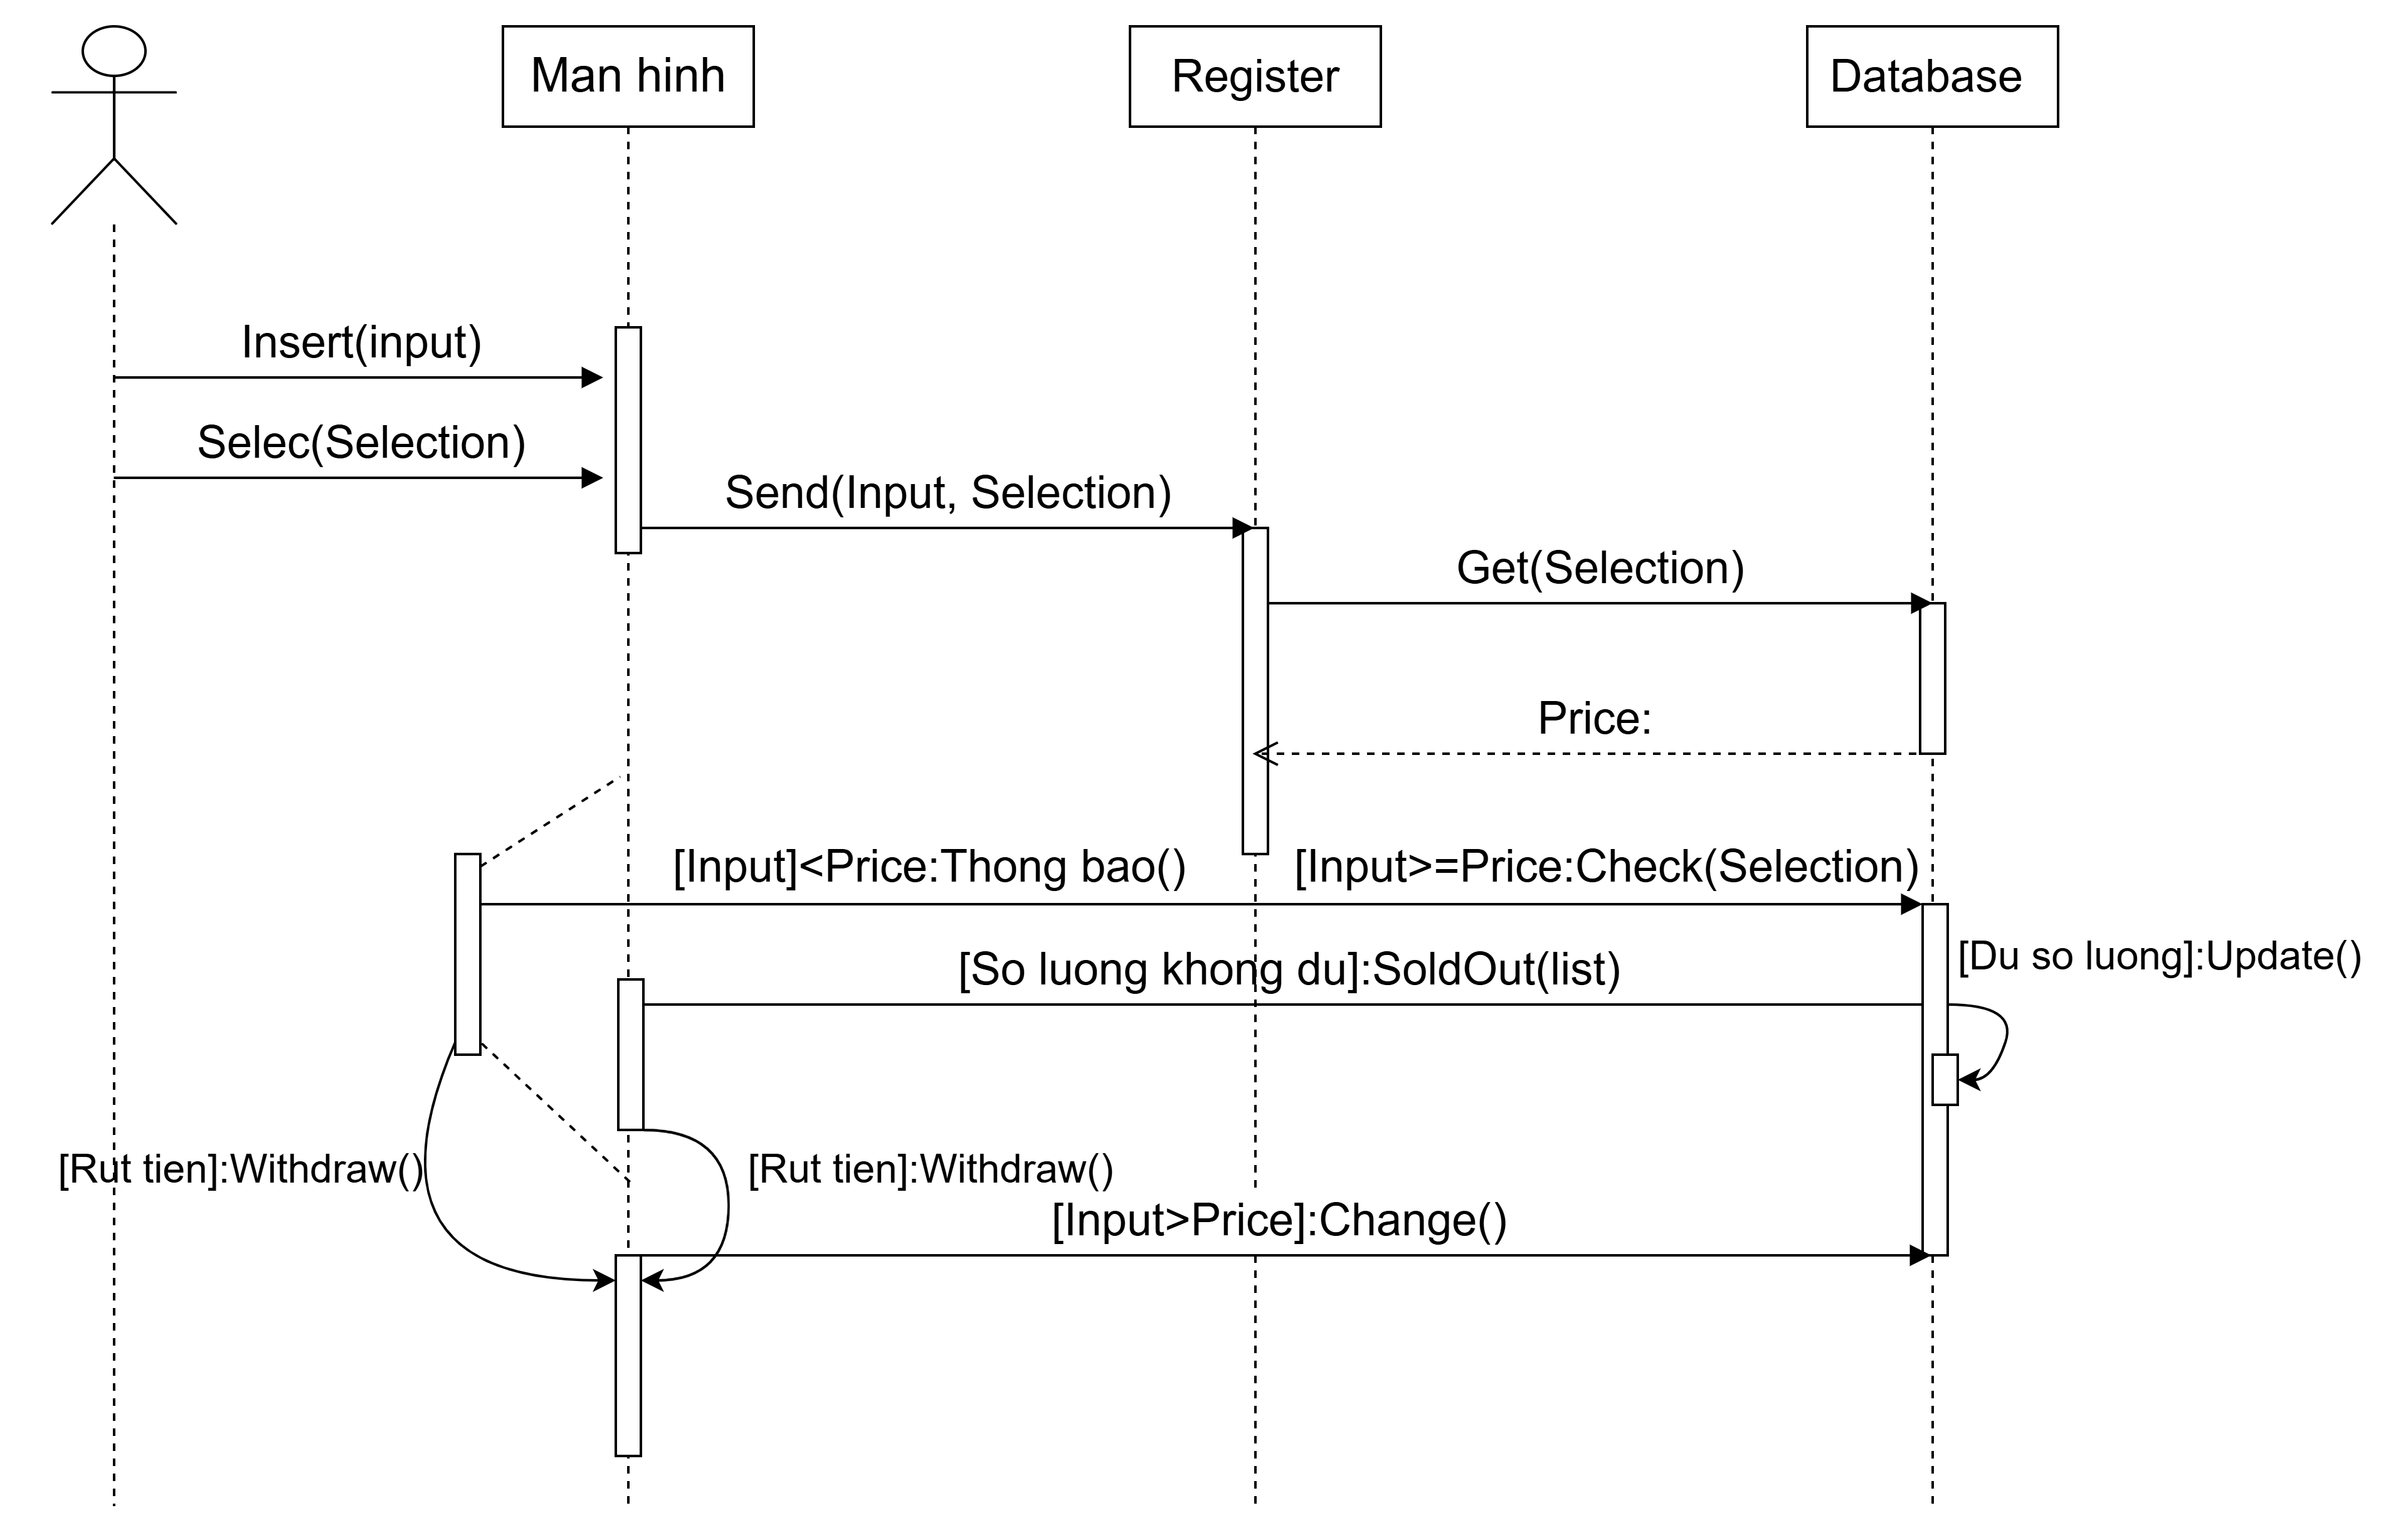 Man hinh
Register
Database
Insert(input)
Selec(Selection)
Send(Input, Selection)
Get(Selection)
Price:
[Input]<Price:Thong bao()
[Input>=Price:Check(Selection)
[So luong khong du]:SoldOut(list)
[Du so luong]:Update()
[Rut tien]:Withdraw()
[Rut tien]:Withdraw()
[Input>Price]:Change()